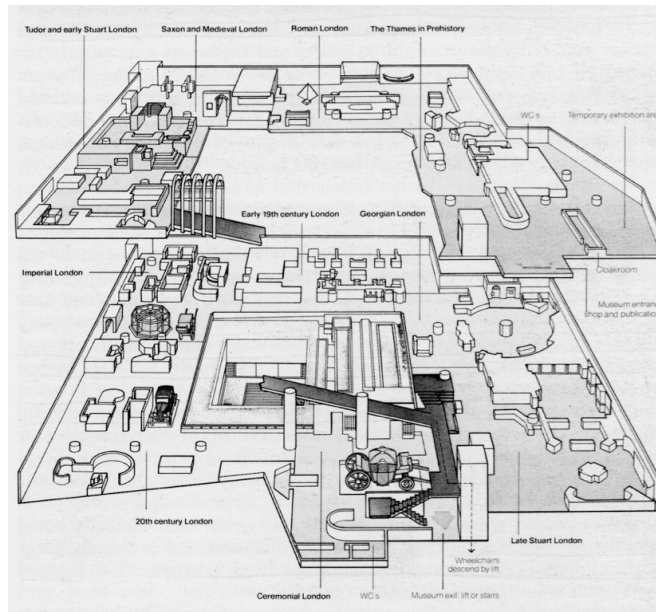 Tudor and early Stuart London
Saxon and Medieval London
Roman London
The Thames in Prehistory
WCs
Temporary exhibition are
Early 19th century London
Georgian London
Imperial London
Cloakroom
Museum entran
shop and publication
20th century London
Late Stuart London
Wheelchairs
descend by lift
Ceremonial London
WCs
Museum exit: lift or stairs